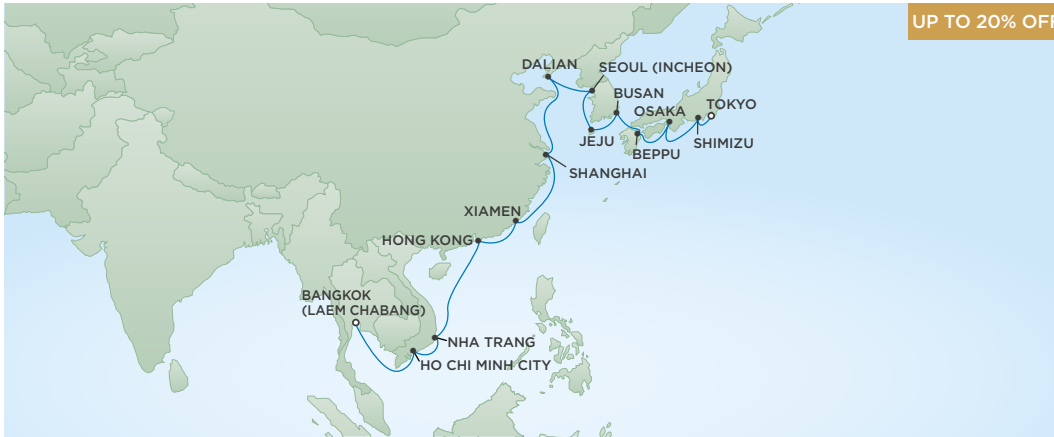 UP TO 20% OFF
DALIAN
SEOUL (INCHEON)
BUSAN
OSAKA
TOKYO
JEJU
BEPPU
SHIMIZU
SHANGHAI
XIAMEN
HONG KONG
BANGKOK
(LAEM CHABANG)
NHA TRANG
HO CHI MINH CITY